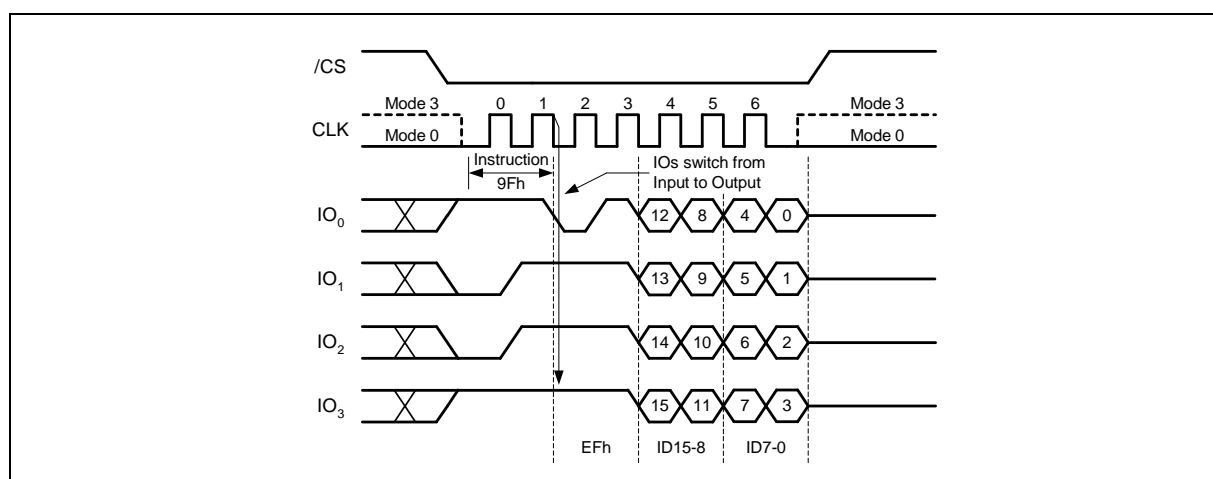 /CS
Mode 3 0 1 2 3 4 5 6 Mode 3
CLK
Mode 0 Mode 0
Instruction
9Fh
IOs switch from
Input to Output
IO0 12 8 4 0
IO1 13 9 5 1
IO2 14 10 6 2
IO3 15 11 7 3
EFh ID15-8 ID7-0